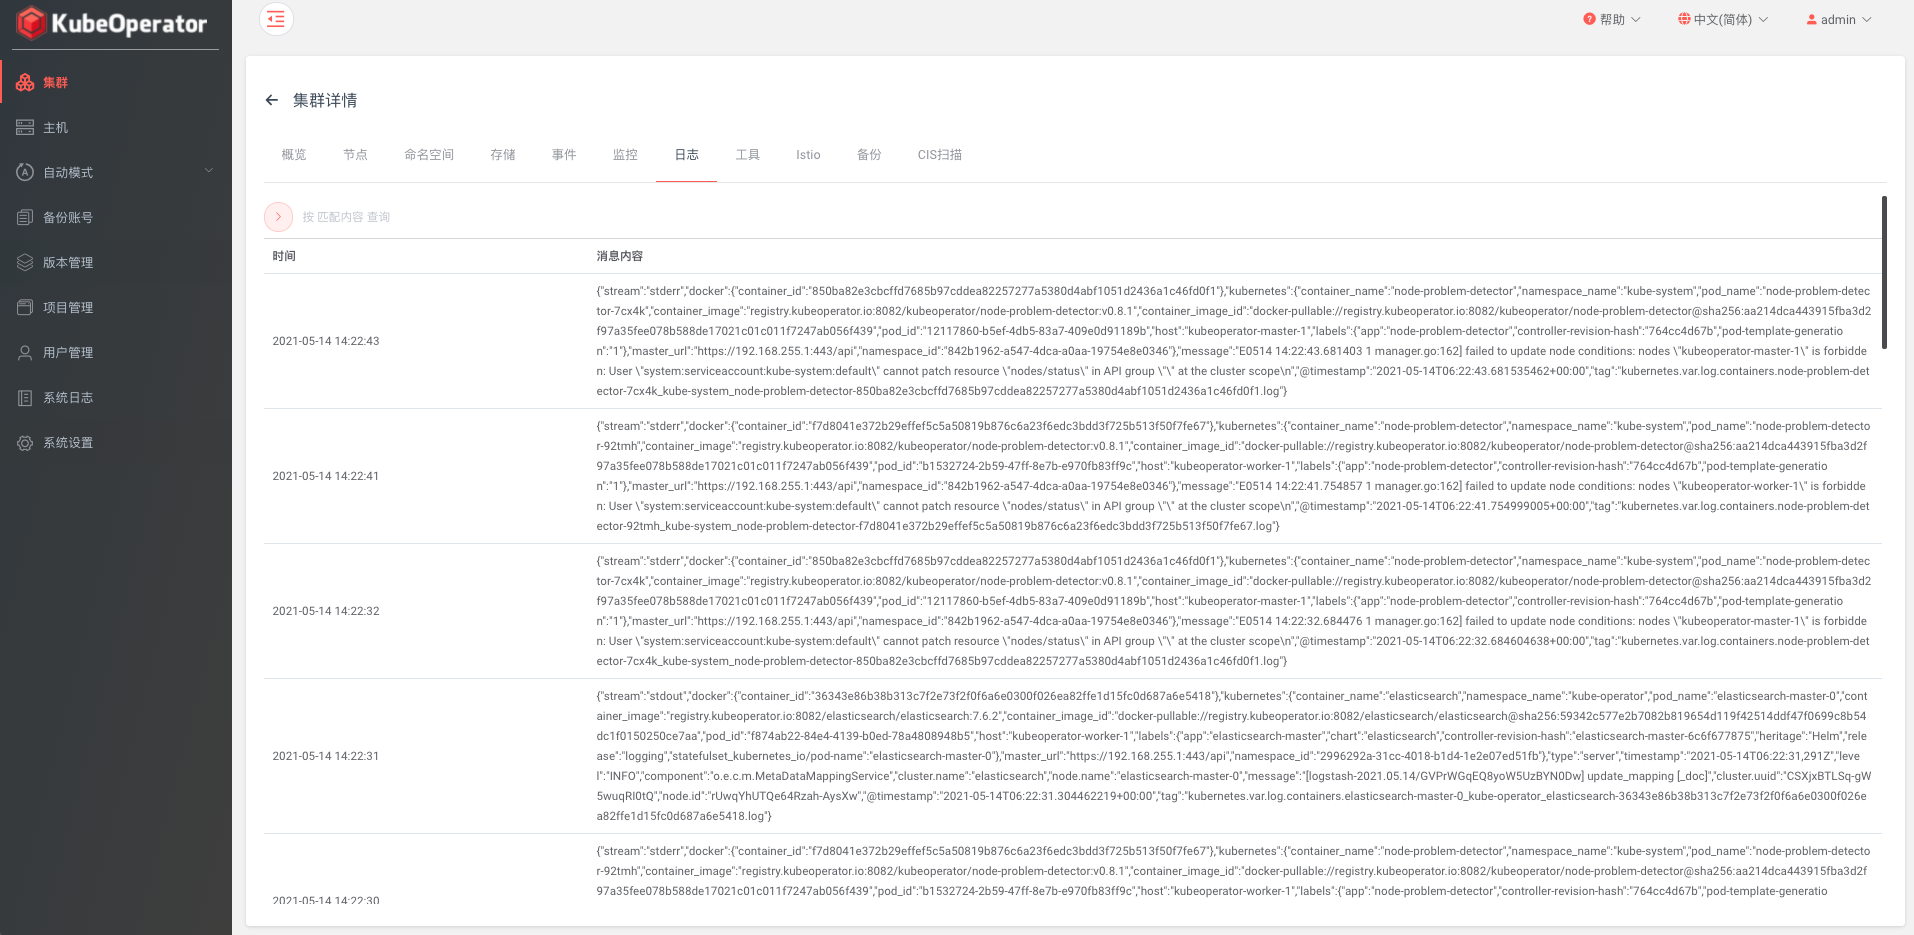 KubeOperator
帮助
中文(简体)
admin
集群
主机
自动模式
备份账号
版本管理
项目管理
用户管理
系统日志
系统设置
集群详情
概览 节点 命名空间 存储 事件 监控 日志 工具 Istio 备份 CIS扫描
按 匹配内容 查询
时间 消息内容
2021-05-14 14:22:43
{"stream":"stderr","docker":{"container_id":"850ba82e3cbcffd7685b97cddea82257277a5380d4abf1051d2436a1c46fd0f1"},"kubernetes":{"container_name":"node-problem-detector","namespace_name":"kube-system","pod_name":"node-problem-detec
tor-7cx4k","container_image":"registry.kubeoperator.io:8082/kubeoperator/node-problem-detector:v0.8.1","container_image_id":"docker-pullable://registry.kubeoperator.io:8082/kubeoperator/node-problem-detector@sha256:aa214dca443915fba3d2
f97a35fee078b588de17021c01c011f7247ab056f439","pod_id":"12117860-b5ef-4db5-83a7-409e0d91189b","host":"kubeoperator-master-1","labels":{"app":"node-problem-detector","controller-revision-hash":"764cc4d67b","pod-template-generatio
n":"1"},"master_url":"https://192.168.255.1:443/api","namespace_id":"842b1962-a547-4dca-a0aa-19754e8e0346"},"message":"E0514 14:22:43.681403 1 manager.go:162] failed to update node conditions: nodes \"kubeoperator-master-1\" is forbidde
n: User \"system:serviceaccount:kube-system:default\" cannot patch resource \"nodes/status\" in API group \"\" at the cluster scope\n","@timestamp":"2021-05-14T06:22:43.681535462+00:00","tag":"kubernetes.var.log.containers.node-problem-det
ector-7cx4k_kube-system_node-problem-detector-850ba82e3cbcffd7685b97cddea82257277a5380d4abf1051d2436a1c46fd0f1.log"}
2021-05-14 14:22:41
{"stream":"stderr","docker":{"container_id":"f7d8041e372b29effef5c5a50819b876c6a23f6edc3bdd3f725b513f50f7fe67"},"kubernetes":{"container_name":"node-problem-detector","namespace_name":"kube-system","pod_name":"node-problem-detecto
r-92tmh","container_image":"registry.kubeoperator.io:8082/kubeoperator/node-problem-detector:v0.8.1","container_image_id":"docker-pullable://registry.kubeoperator.io:8082/kubeoperator/node-problem-detector@sha256:aa214dca443915fba3d2f
97a35fee078b588de17021c01c011f7247ab056f439","pod_id":"b1532724-2b59-47ff-8e7b-e970fb83ff9c","host":"kubeoperator-worker-1","labels":{"app":"node-problem-detector","controller-revision-hash":"764cc4d67b","pod-template-generatio
n":"1"},"master_url":"https://192.168.255.1:443/api","namespace_id":"842b1962-a547-4dca-a0aa-19754e8e0346"},"message":"E0514 14:22:41.754857 1 manager.go:162] failed to update node conditions: nodes \"kubeoperator-worker-1\" is forbidde
n: User \"system:serviceaccount:kube-system:default\" cannot patch resource \"nodes/status\" in API group \"\" at the cluster scope\n","@timestamp":"2021-05-14T06:22:41.754999005+00:00","tag":"kubernetes.var.log.containers.node-problem-det
ector-92tmh_kube-system_node-problem-detector-f7d8041e372b29effef5c5a50819b876c6a23f6edc3bdd3f725b513f50f7fe67.log"}
2021-05-14 14:22:32
{"stream":"stderr","docker":{"container_id":"850ba82e3cbcffd7685b97cddea82257277a5380d4abf1051d2436a1c46fd0f1"},"kubernetes":{"container_name":"node-problem-detector","namespace_name":"kube-system","pod_name":"node-problem-detec
tor-7cx4k","container_image":"registry.kubeoperator.io:8082/kubeoperator/node-problem-detector:v0.8.1","container_image_id":"docker-pullable://registry.kubeoperator.io:8082/kubeoperator/node-problem-detector@sha256:aa214dca443915fba3d2
f97a35fee078b588de17021c01c011f7247ab056f439","pod_id":"12117860-b5ef-4db5-83a7-409e0d91189b","host":"kubeoperator-master-1","labels":{"app":"node-problem-detector","controller-revision-hash":"764cc4d67b","pod-template-generatio
n":"1"},"master_url":"https://192.168.255.1:443/api","namespace_id":"842b1962-a547-4dca-a0aa-19754e8e0346"},"message":"E0514 14:22:32.684476 1 manager.go:162] failed to update node conditions: nodes \"kubeoperator-master-1\" is forbidde
n: User \"system:serviceaccount:kube-system:default\" cannot patch resource \"nodes/status\" in API group \"\" at the cluster scope\n","@timestamp":"2021-05-14T06:22:32.684604638+00:00","tag":"kubernetes.var.log.containers.node-problem-det
ector-7cx4k_kube-system_node-problem-detector-850ba82e3cbcffd7685b97cddea82257277a5380d4abf1051d2436a1c46fd0f1.log"}
2021-05-14 14:22:31
{"stream":"stdout","docker":{"container_id":"36343e86b38b313c7f2e73f2f0f6a6e0300f026ea82ffe1d15fc0d687a6e5418"},"kubernetes":{"container_name":"elasticsearch","namespace_name":"kube-operator","pod_name":"elasticsearch-master-0","cont
ainer_image":"registry.kubeoperator.io:8082/elasticsearch/elasticsearch:7.6.2","container_image_id":"docker-pullable://registry.kubeoperator.io:8082/elasticsearch/elasticsearch@sha256:59342c577e2b7082b819654d119f42514ddf47f0699c8b54
dc1f0150250ce7aa","pod_id":"f874ab22-84e4-4139-b0ed-78a4808948b5","host":"kubeoperator-worker-1","labels":{"app":"elasticsearch-master","chart":"elasticsearch","controller-revision-hash":"elasticsearch-master-6c6f677875","heritage":"Helm","rele
ase":"logging","statefulset_kubernetes_io/pod-name":"elasticsearch-master-0"},"master_url":"https://192.168.255.1:443/api","namespace_id":"2996292a-31cc-4018-b1d4-1e2e07ed51fb"},"type":"server","timestamp":"2021-05-14T06:22:31,291Z","leve
l":"INFO","component":"o.e.c.m.MetaDataMappingService","cluster.name":"elasticsearch","node.name":"elasticsearch-master-0","message":"[logstash-2021.05.14/GVPrWGqEQ8yoW5UzBYN0Dw] update_mapping [_doc]","cluster.uuid":"CSXjxBTLSq-gW
5wuqRI0tQ","node.id":"rUwqYhUTQe64Rzah-AysXw","@timestamp":"2021-05-14T06:22:31.304462219+00:00","tag":"kubernetes.var.log.containers.elasticsearch-master-0_kube-operator_elasticsearch-36343e86b38b313c7f2e73f2f0f6a6e0300f026e
a82ffe1d15fc0d687a6e5418.log"}
2021-05-14 14:22:30
{"stream":"stderr","docker":{"container_id":"f7d8041e372b29effef5c5a50819b876c6a23f6edc3bdd3f725b513f50f7fe67"},"kubernetes":{"container_name":"node-problem-detector","namespace_name":"kube-system","pod_name":"node-problem-detecto
r-92tmh","container_image":"registry.kubeoperator.io:8082/kubeoperator/node-problem-detector:v0.8.1","container_image_id":"docker-pullable://registry.kubeoperator.io:8082/kubeoperator/node-problem-detector@sha256:aa214dca443915fba3d2f
97a35fee078b588de17021c01c011f7247ab056f439","pod_id":"b1532724-2b59-47ff-8e7b-e970fb83ff9c","host":"kubeoperator-worker-1","labels":{"app":"node-problem-detector","controller-revision-hash":"764cc4d67b","pod-template-generatio